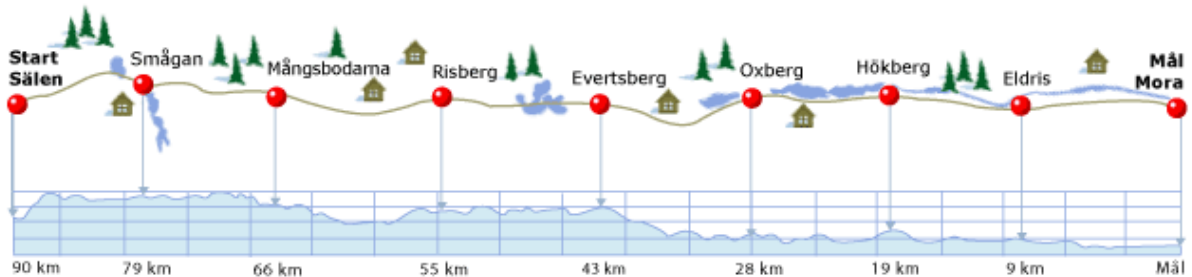 Start
Sälen
Smågan
Mångsbodarna
Risberg
Evertsberg
Oxberg
Hökberg
Eldris
Mål
Mora
90 km
79 km
66 km
55 km
43 km
28 km
19 km
9 km
Mål